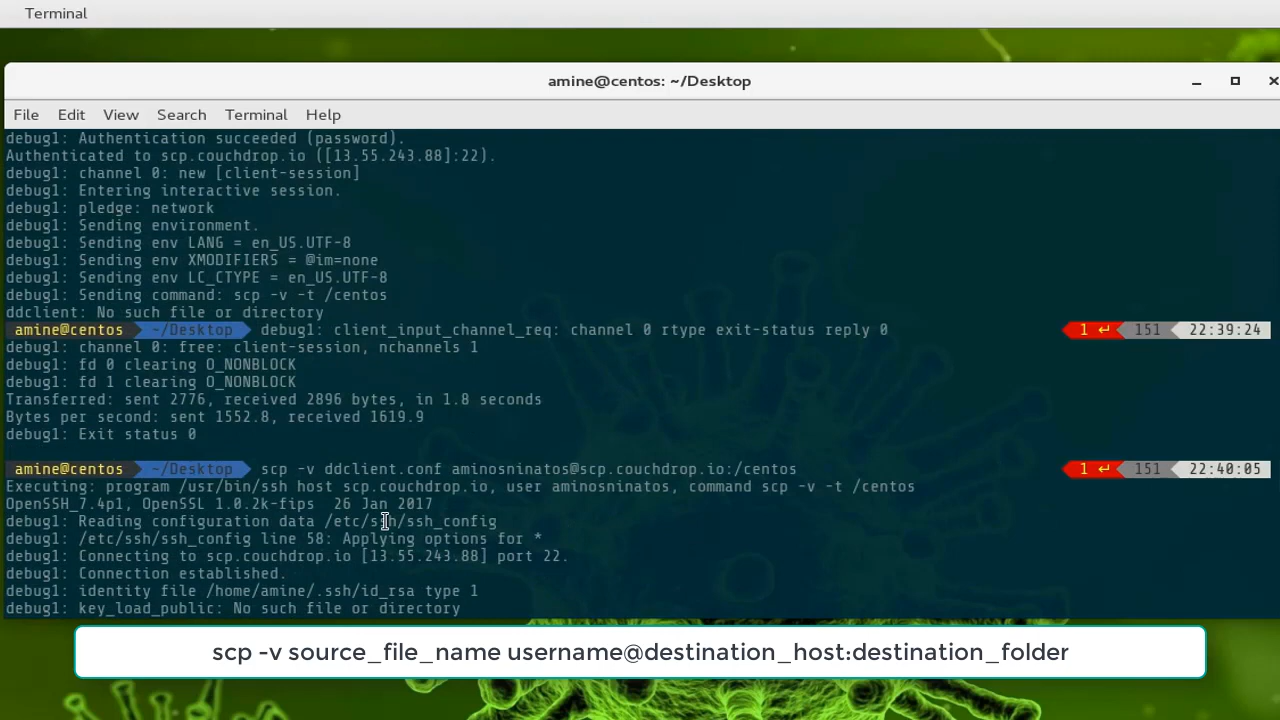 Terminal
amine@centos: ~/Desktop
File Edit View Search Terminal Help
debug1: Authentication succeeded (password).
Authenticated to scp.couchdrop.io ([13.55.243.88]:22).
debug1: channel 0: new [client-session]
debug1: Entering interactive session.
debug1: pledge: network
debug1: Sending environment.
debug1: Sending env LANG = en_US.UTF-8
debug1: Sending env XMODIFIERS = @im=none
debug1: Sending env LC_CTYPE = en_US.UTF-8
debug1: Sending command: scp -v -t /centos
ddclient: No such file or directory
amine@centos ~/Desktop debug1: client_input_channel_req: channel 0 rtype exit-status reply 0 1 ↵ 151 22:39:24
debug1: channel 0: free: client-session, nchannels 1
debug1: fd 0 clearing O_NONBLOCK
debug1: fd 1 clearing O_NONBLOCK
Transferred: sent 2776, received 2896 bytes, in 1.8 seconds
Bytes per second: sent 1552.8, received 1619.9
debug1: Exit status 0
amine@centos ~/Desktop scp -v ddclient.conf aminosninatos@scp.couchdrop.io:/centos 1 ↵ 151 22:40:05
Executing: program /usr/bin/ssh host scp.couchdrop.io, user aminosninatos, command scp -v -t /centos
OpenSSH_7.4p1, OpenSSL 1.0.2k-fips 26 Jan 2017
debug1: Reading configuration data /etc/ssh/ssh_config
debug1: /etc/ssh/ssh_config line 58: Applying options for *
debug1: Connecting to scp.couchdrop.io [13.55.243.88] port 22.
debug1: Connection established.
debug1: identity file /home/amine/.ssh/id_rsa type 1
debug1: key_load_public: No such file or directory
scp -v source_file_name username@destination_host:destination_folder